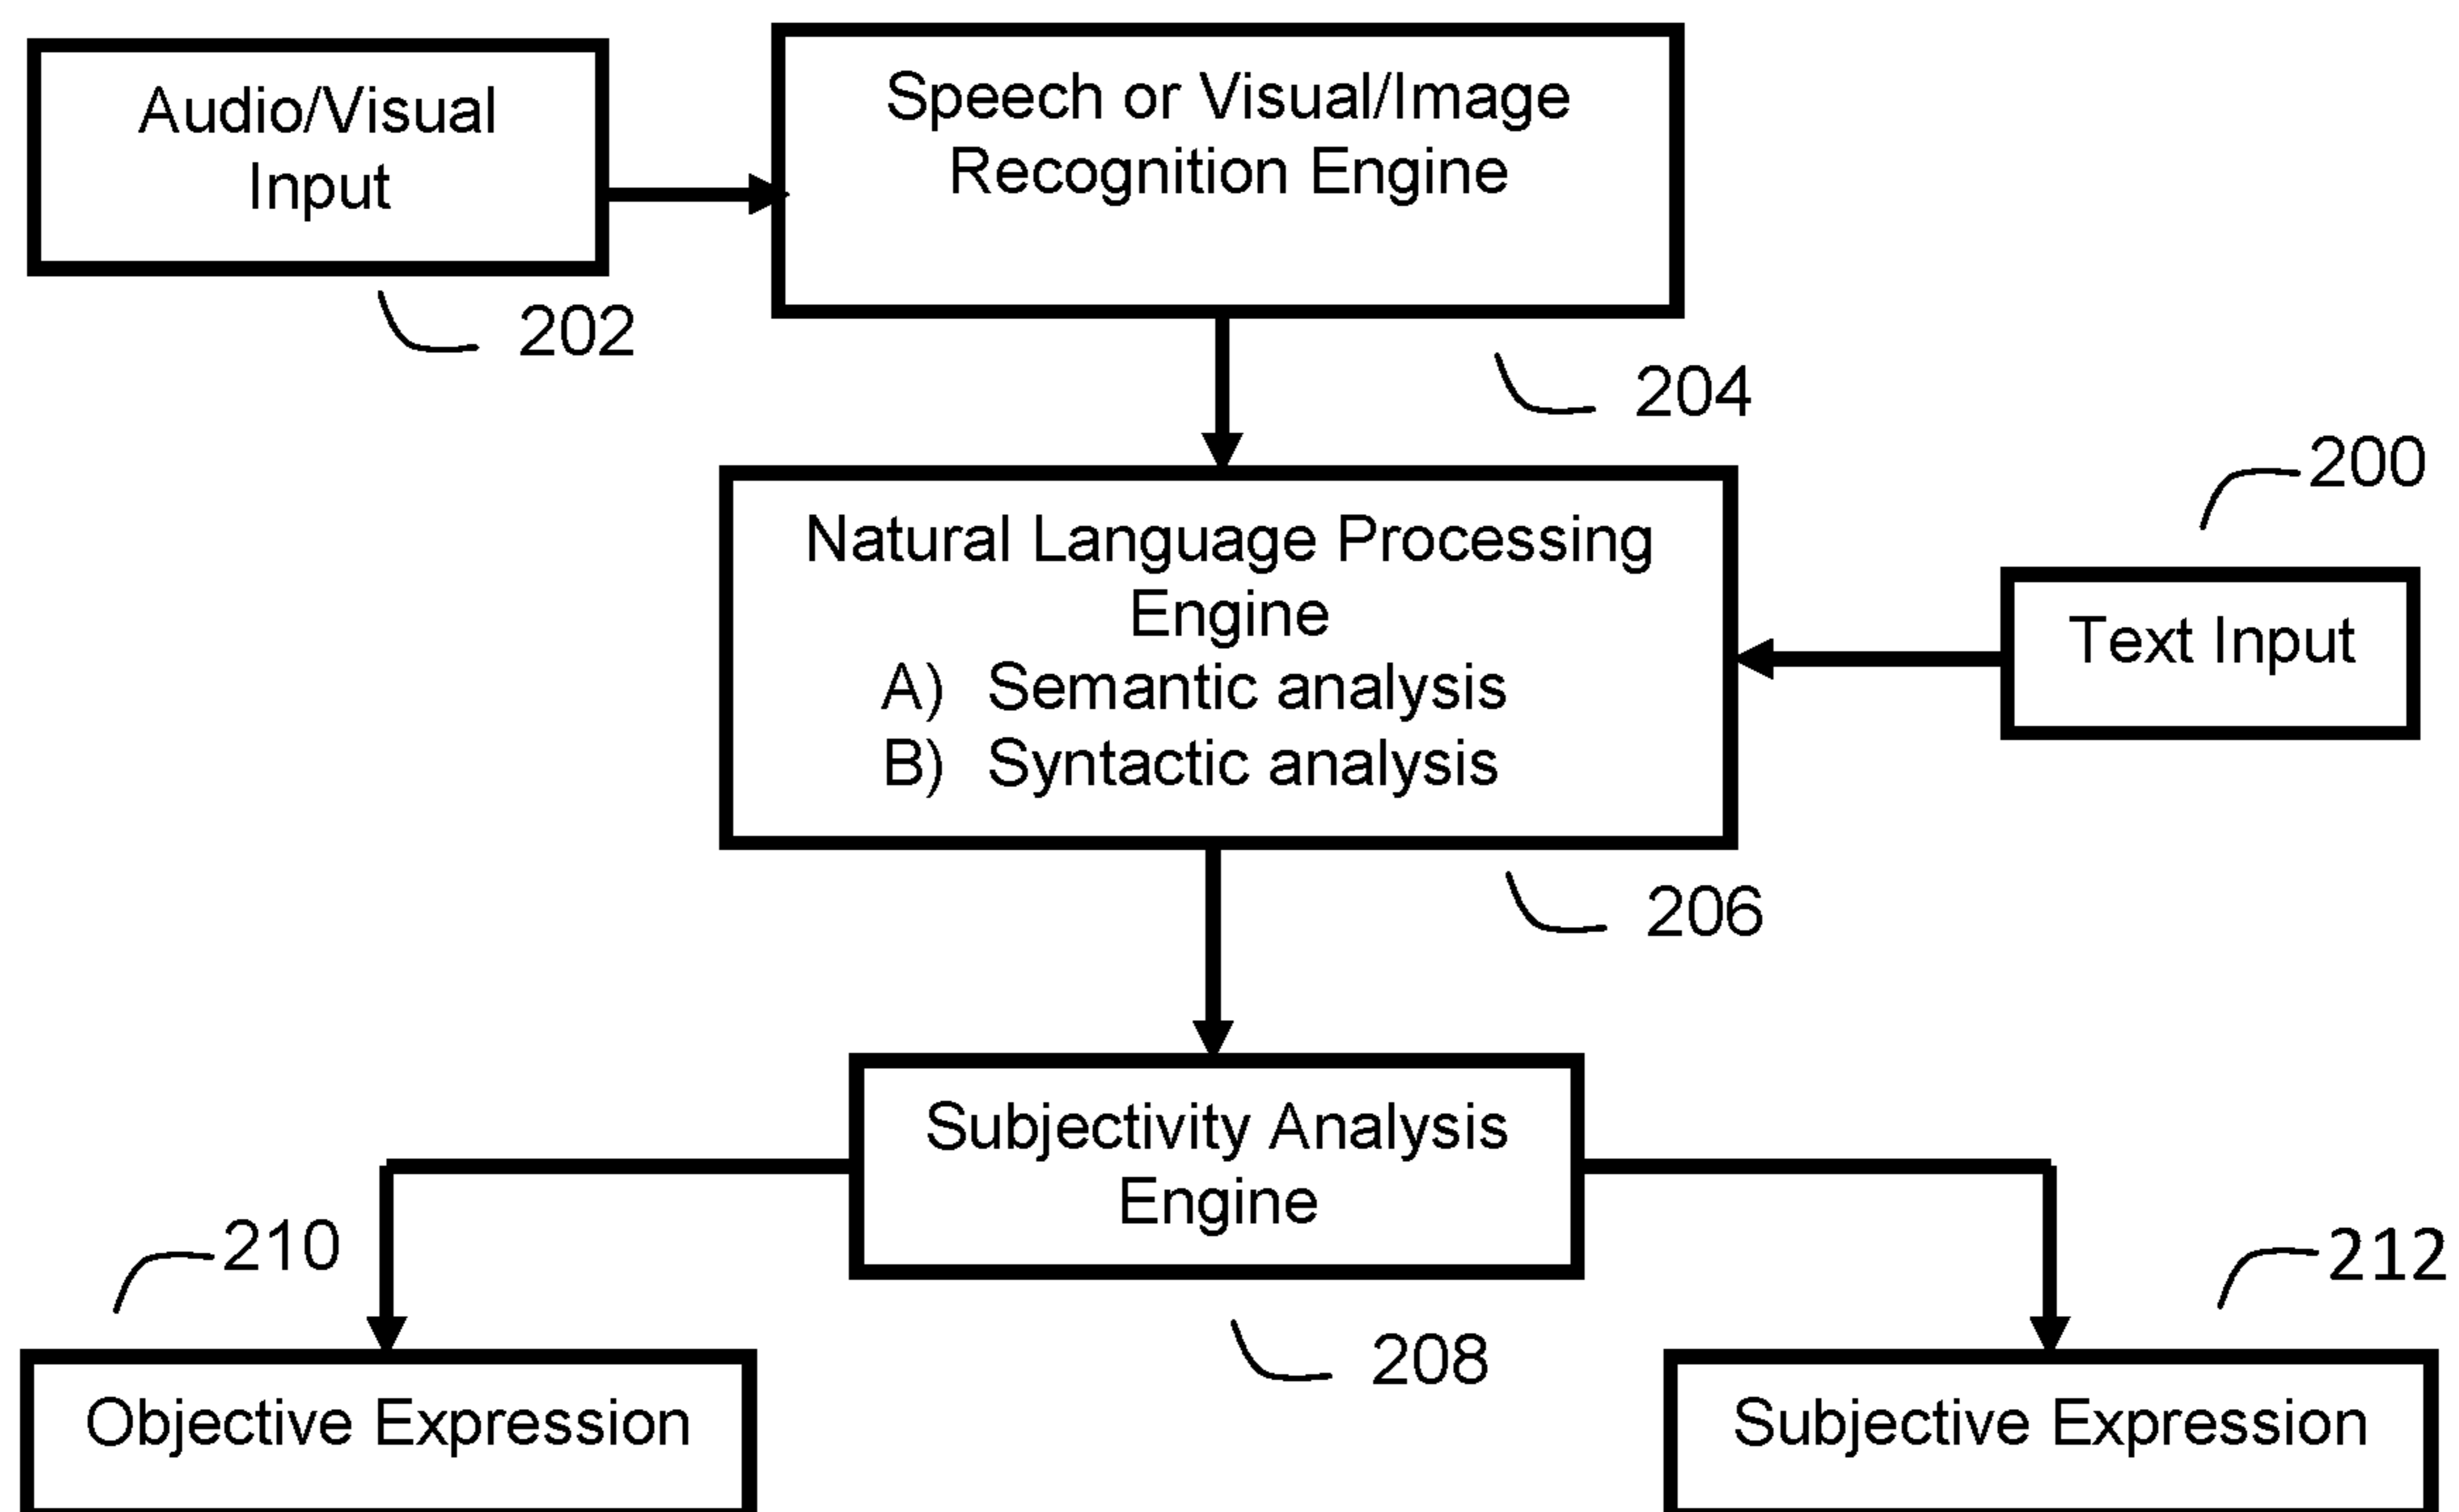 Audio/Visual
Input
202
Speech or Visual/Image
Recognition Engine
204
Natural Language Processing
Engine
A) Semantic analysis
B) Syntactic analysis
206
200
Text Input
Subjectivity Analysis
Engine
208
210
Objective Expression
212
Subjective Expression